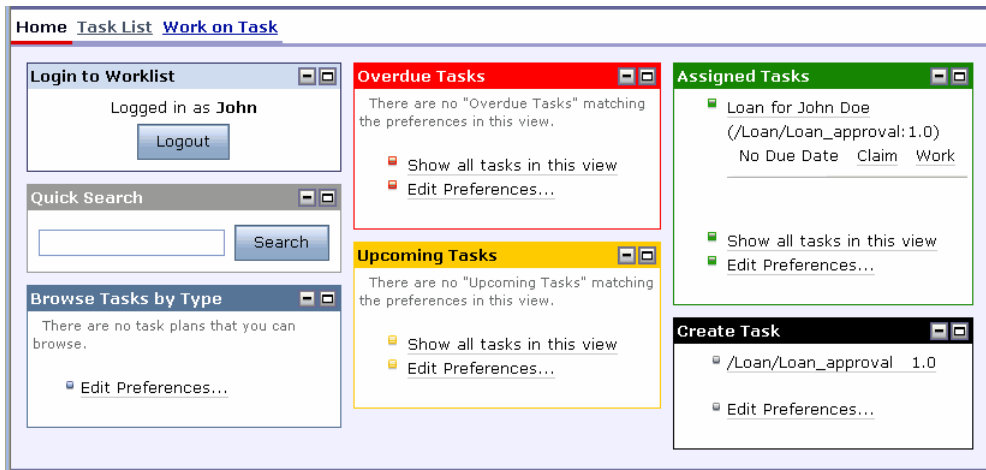 Home Task List Work on Task
Login to Worklist
Logged in as John
Logout
Quick Search
Search
Browse Tasks by Type
There are no task plans that you can
browse.
Edit Preferences...
Overdue Tasks
There are no "Overdue Tasks" matching
the preferences in this view.
Show all tasks in this view
Edit Preferences...
Upcoming Tasks
There are no "Upcoming Tasks" matching
the preferences in this view.
Show all tasks in this view
Edit Preferences...
Assigned Tasks
Loan for John Doe
(/Loan/Loan_approval:1.0)
No Due Date Claim Work
Show all tasks in this view
Edit Preferences...
Create Task
/Loan/Loan_approval 1.0
Edit Preferences...